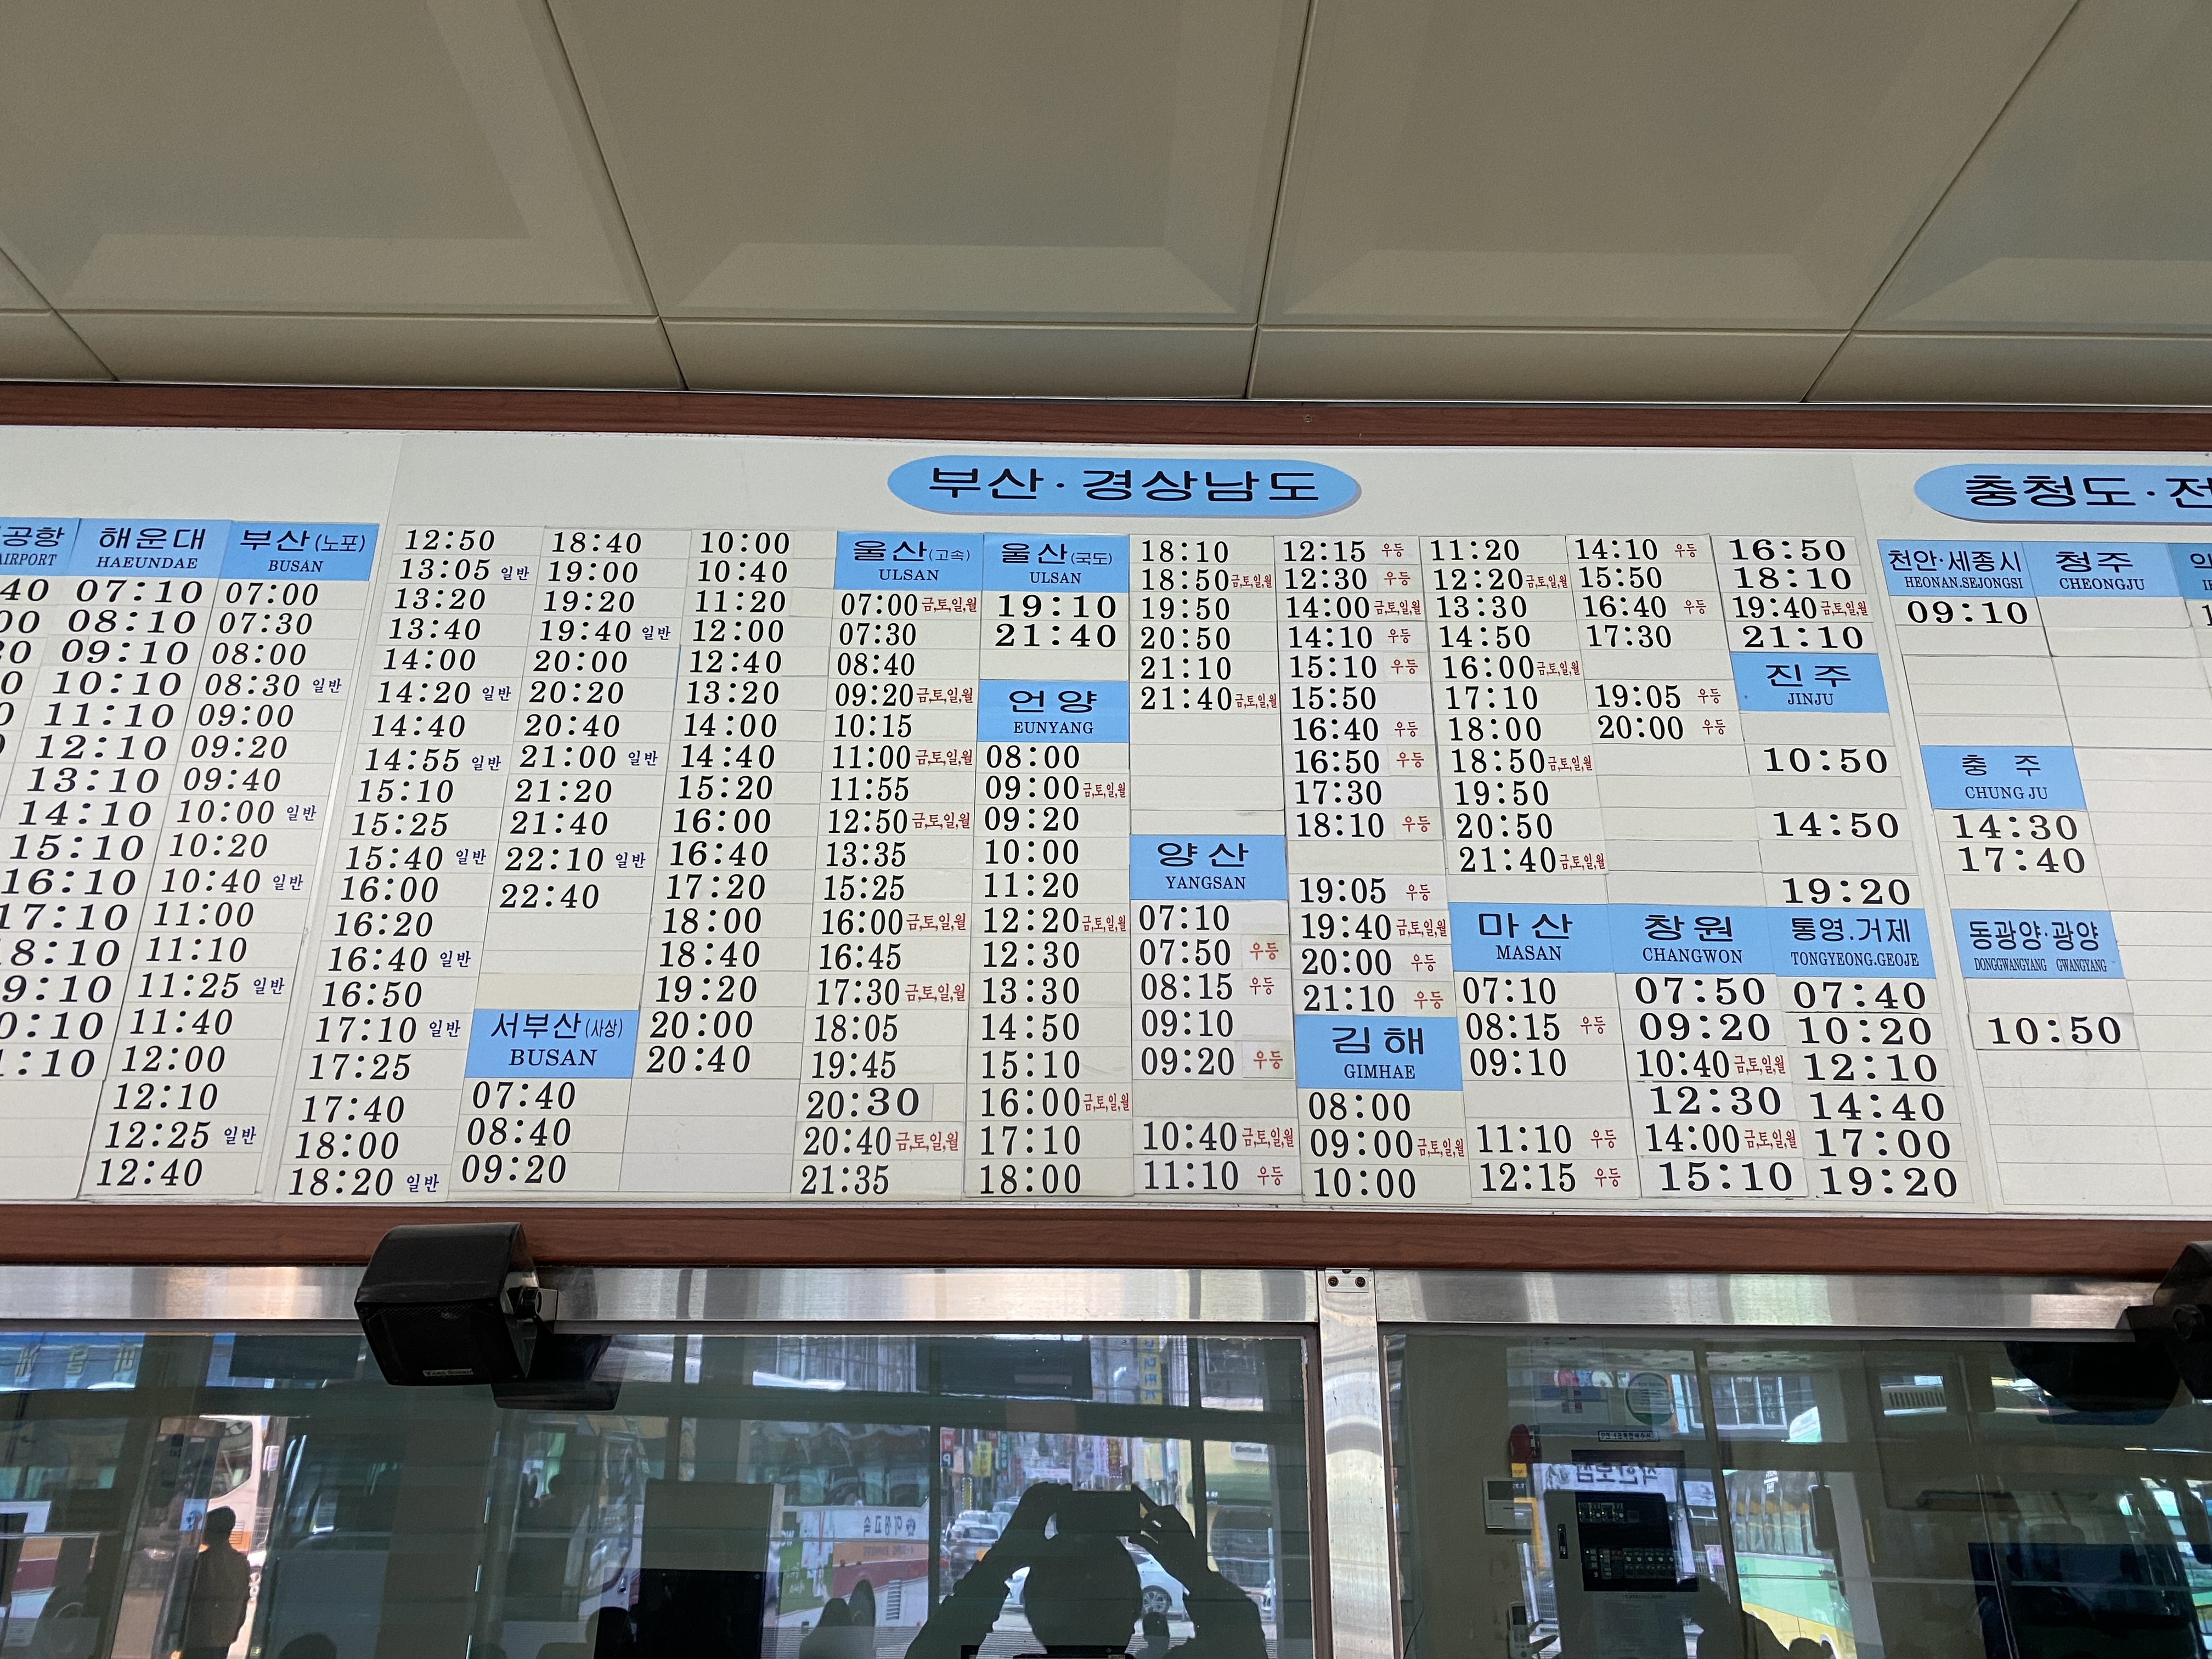 부산·경상남도
충청도·전
공항
AIRPORT
해운대
HAEUNDAE
07:10
08:10
09:10
10:10
11:10
12:10
13:10
14:10
15:10
16:10
17:10
18:10
부산(노포)
BUSAN
07:00
07:30
08:00
08:30 일반
09:00
09:20
09:40
10:00 일반
10:20
10:40 일반
11:00
11:10
11:25 일반
11:40
12:00
12:10
12:25 일반
12:40
12:50
13:05 일반
13:20
13:40
14:00
14:20 일반
14:40
14:55 일반
15:10
15:25
15:40 일반
16:00
16:20
16:40 일반
16:50
17:10 일반
17:25
17:40
18:00
18:20 일반
18:40
19:00
19:20
19:40 일반
20:00
20:20
20:40
21:00 일반
21:20
21:40
22:10 일반
22:40
서부산(사상)
BUSAN
07:40
08:40
09:20
10:00
10:40
11:20
12:00
12:40
13:20
14:00
14:40
15:20
16:00
16:40
17:20
18:00
18:40
19:20
20:00
20:40
울산(고속)
ULSAN
07:00 금,토,일,월
07:30
08:40
09:20 금,토,일,월
10:15
11:00 금,토,일,월
11:55
12:50 금,토,일,월
13:35
15:25
16:00 금,토,일,월
16:45
17:30 금,토,일,월
18:05
19:45
20:30
20:40 금,토,일,월
21:35
울산(국도)
ULSAN
19:10
21:40
언양
EUNYANG
08:00
09:00 금,토,일,월
09:20
10:00
11:20
12:20 금,토,일,월
12:30
13:30
14:50
15:10
16:00 금,토,일,월
17:10
18:00
18:10
18:50 금,토,일,월
19:50
20:50
21:10
21:40 금,토,일,월
양산
YANGSAN
07:10
07:50 우등
08:15 우등
09:10
09:20 우등
10:40 금,토,일,월
11:10 우등
12:15 우등
12:30 우등
14:00 금,토,일,월
14:10 우등
15:10 우등
15:50
16:40 우등
16:50 우등
17:30
18:10 우등
19:05 우등
19:40 금,토,일,월
20:00 우등
21:10 우등
김해
GIMHAE
08:00
09:00 금,토,일,월
10:00
11:20
12:20 금,토,일,월
13:30
14:50
16:00 금,토,일,월
17:10
18:00
18:50 금,토,일,월
19:50
20:50
21:40 금,토,일,월
마산
MASAN
07:10
08:15 우등
09:10
11:10 우등
12:15 우등
14:10 우등
15:50
16:40 우등
17:30
19:05 우등
20:00 우등
창원
CHANGWON
07:50
09:20
10:40 금,토,일,월
12:30
14:00 금,토,일,월
15:10
16:50
18:10
19:40 금,토,일,월
21:10
진주
JINJU
10:50
14:50
19:20
통영.거제
TONGYEONG.GEOJE
07:40
10:20
12:10
14:40
17:00
19:20
천안·세종시
HEONAN.SEJONGSI
09:10
충 주
CHUNG JU
14:30
17:40
동광양·광양
DONGGWANGYANG GWANGYANG
10:50
청주
CHEONGJU